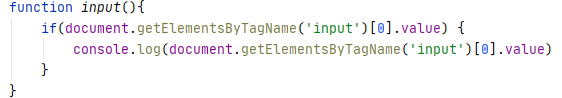 function input(){
    if(document.getElementsByTagName('input')[0].value) {
        console.log(document.getElementsByTagName('input')[0].value)
    }
}